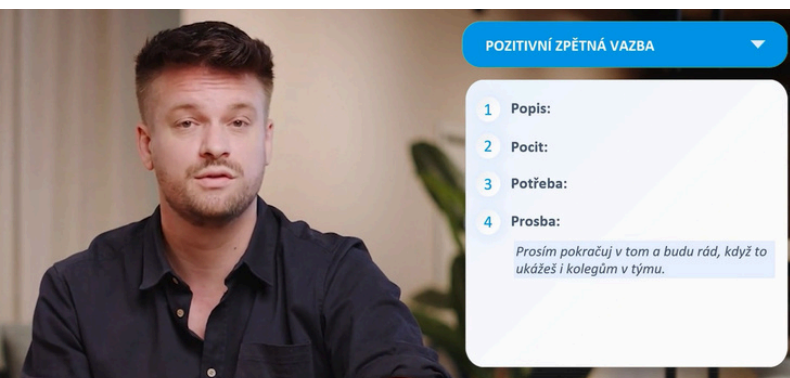 POZITIVNÍ ZPĚTNÁ VAZBA
1 Popis:
2 Pocit:
3 Potřeba:
4 Prosba:
Prosím pokračuj v tom a budu rád, když to
ukážeš i kolegům v týmu.